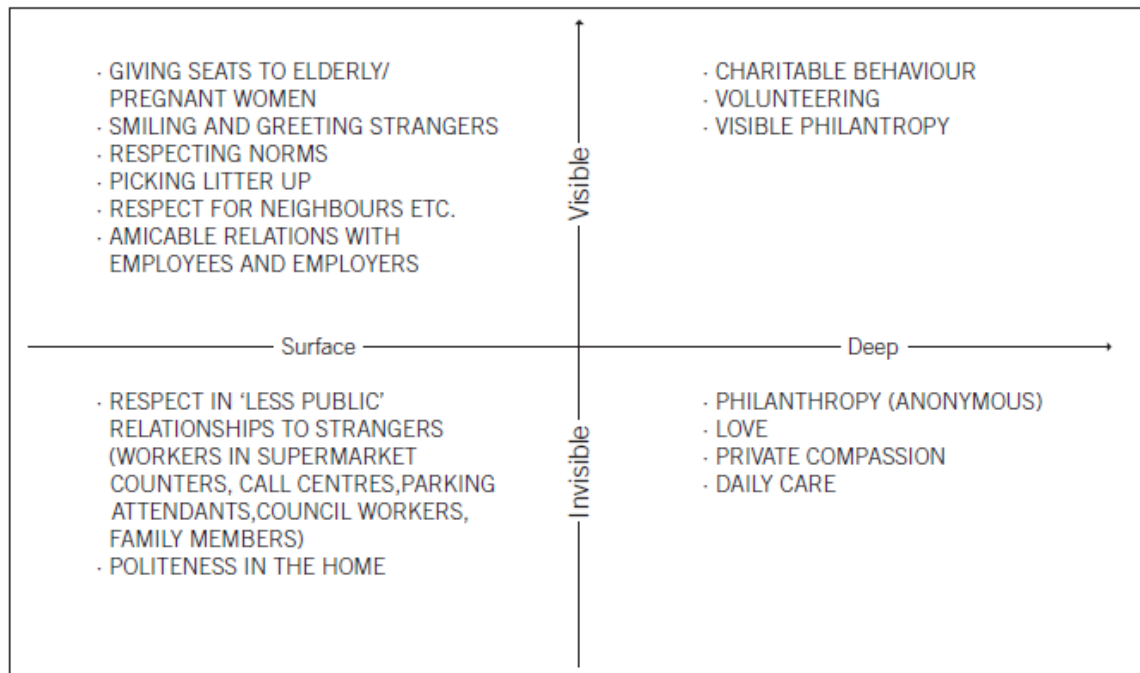 · GIVING SEATS TO ELDERLY/
PREGNANT WOMEN
· SMILING AND GREETING STRANGERS
· RESPECTING NORMS
· PICKING LITTER UP
· RESPECT FOR NEIGHBOURS ETC.
· AMICABLE RELATIONS WITH
EMPLOYEES AND EMPLOYERS
Visible
· CHARITABLE BEHAVIOUR
· VOLUNTEERING
· VISIBLE PHILANTROPY
Surface
Deep
· RESPECT IN ‘LESS PUBLIC’
RELATIONSHIPS TO STRANGERS
(WORKERS IN SUPERMARKET
COUNTERS, CALL CENTRES,PARKING
ATTENDANTS,COUNCIL WORKERS,
FAMILY MEMBERS)
· POLITENESS IN THE HOME
Invisible
· PHILANTHROPY (ANONYMOUS)
· LOVE
· PRIVATE COMPASSION
· DAILY CARE